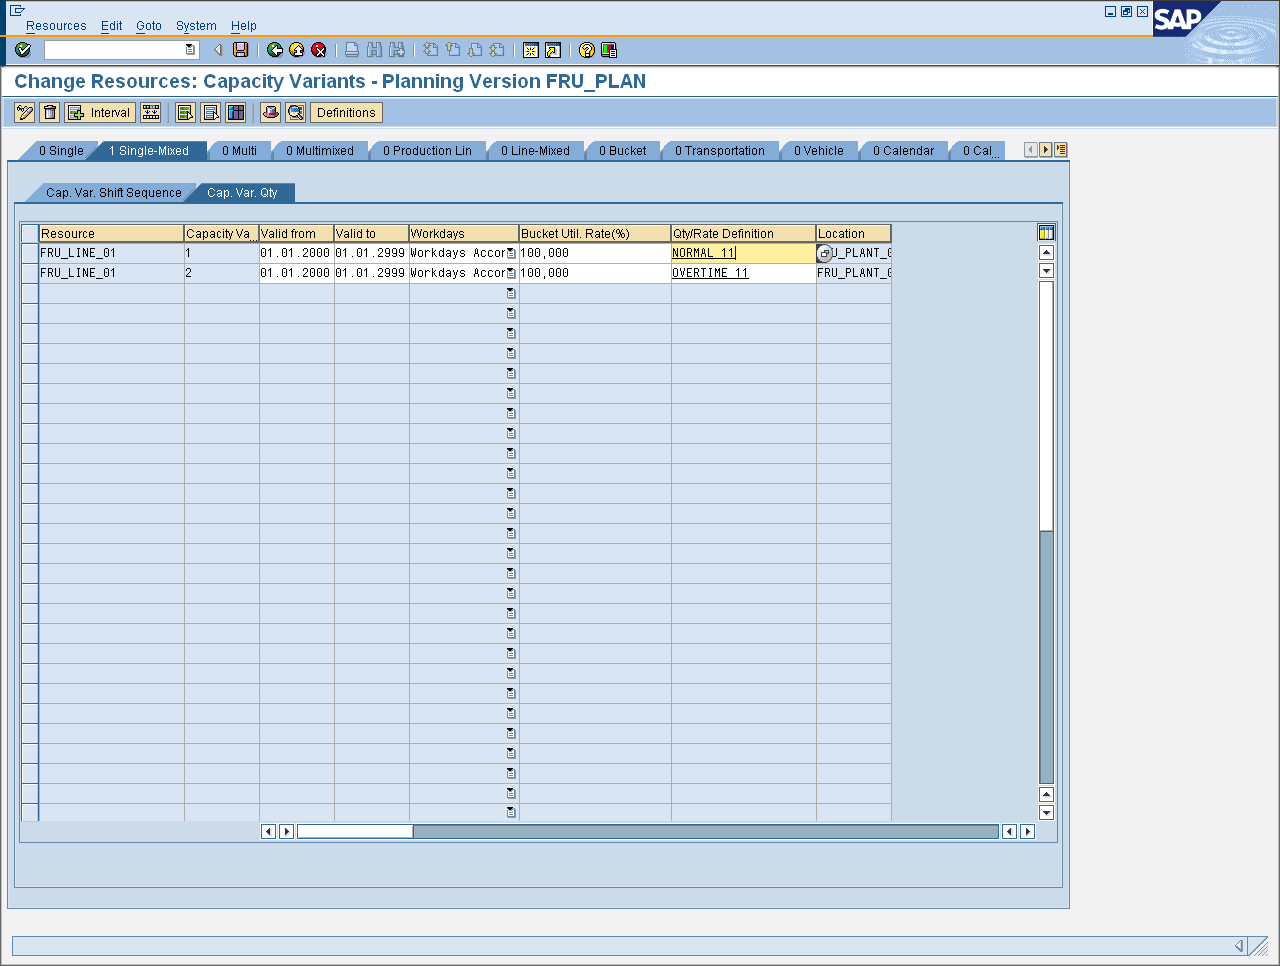 Resources Edit Goto System Help
SAP
Change Resources: Capacity Variants - Planning Version FRU_PLAN
Interval Definitions
0 Single 1 Single-Mixed 0 Multi 0 Multimixed 0 Production Lin 0 Line-Mixed 0 Bucket 0 Transportation 0 Vehicle 0 Calendar 0 Cal...
Cap. Var. Shift Sequence Cap. Var. Qty
Resource Capacity Va... Valid from Valid to Workdays Bucket Util. Rate(%) Qty/Rate Definition Location
FRU_LINE_01 1 01.01.2000 01.01.2999 Workdays Accor 100,000 NORMAL_11 U_PLANT_0
FRU_LINE_01 2 01.01.2000 01.01.2999 Workdays Accor 100,000 OVERTIME_11 FRU_PLANT_0